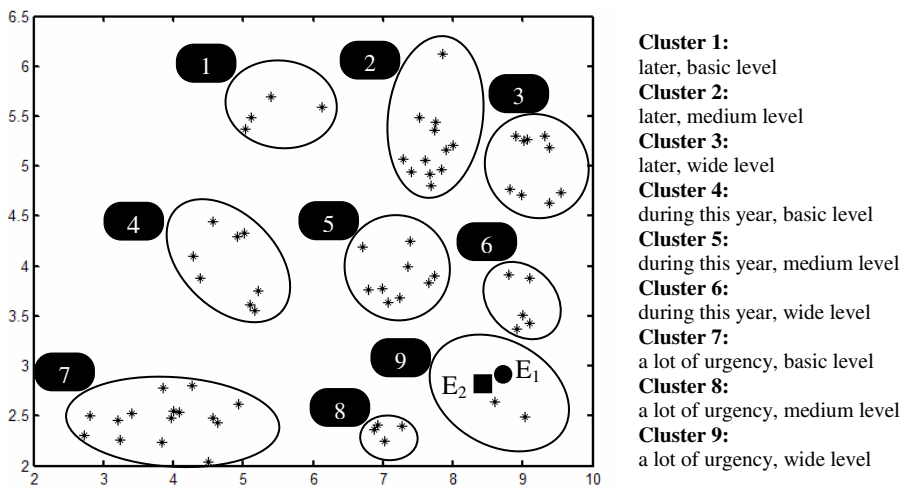 6.5
6
5.5
5
4.5
4
3.5
3
2.5
2
2 3 4 5 6 7 8 9 10
1
2
3
4
5
6
7
8
9
E1
E2
Cluster 1:
later, basic level
Cluster 2:
later, medium level
Cluster 3:
later, wide level
Cluster 4:
during this year, basic level
Cluster 5:
during this year, medium level
Cluster 6:
during this year, wide level
Cluster 7:
a lot of urgency, basic level
Cluster 8:
a lot of urgency, medium level
Cluster 9:
a lot of urgency, wide level